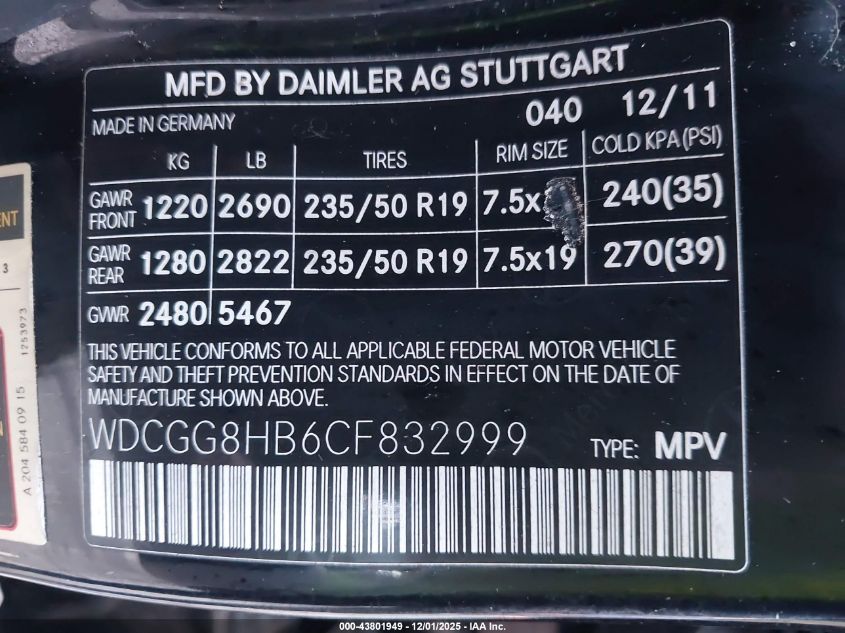 MFD BY DAIMLER AG STUTTGART
MADE IN GERMANY 040 12/11
KG LB TIRES RIM SIZE COLD KPA (PSI)
GAWR FRONT 1220 2690 235/50 R19 7.5x 240(35)
GAWR REAR 1280 2822 235/50 R19 7.5x19 270(39)
GVWR 2480 5467
THIS VEHICLE CONFORMS TO ALL APPLICABLE FEDERAL MOTOR VEHICLE
SAFETY AND THEFT PREVENTION STANDARDS IN EFFECT ON THE DATE OF
MANUFACTURE SHOWN ABOVE.
WDCGG8HB6CF832999 TYPE: MPV
A 204 584 09 15
1253973
3
000-43801949 - 12/01/2025 - IAA Inc.